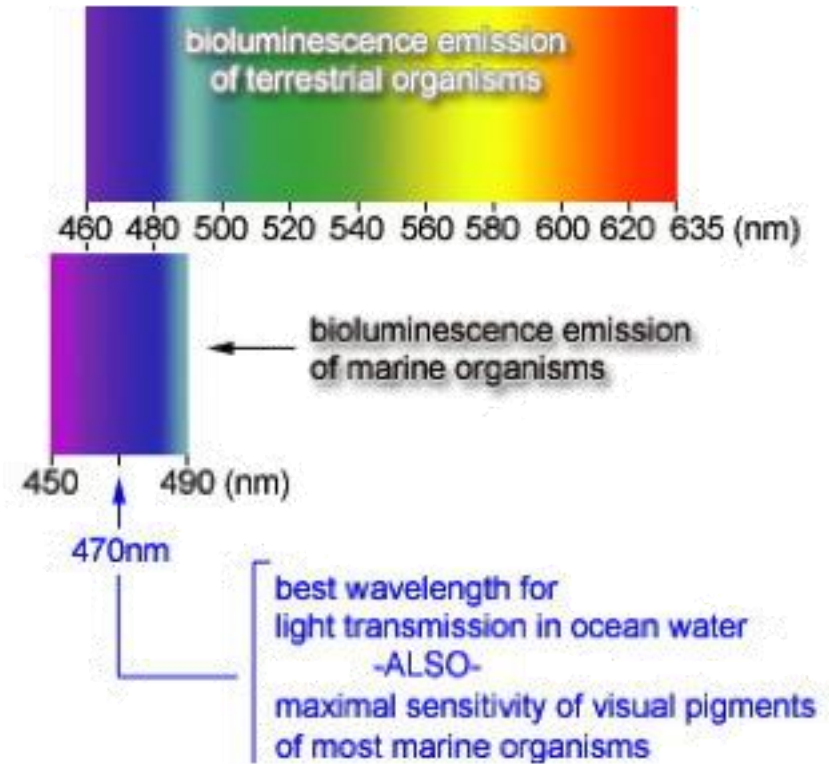 bioluminescence emission
of terrestrial organisms
460 480 500 520 540 560 580 600 620 635 (nm)
bioluminescence emission
of marine organisms
450 490 (nm)
470nm
best wavelength for
light transmission in ocean water
-ALSO-
maximal sensitivity of visual pigments
of most marine organisms